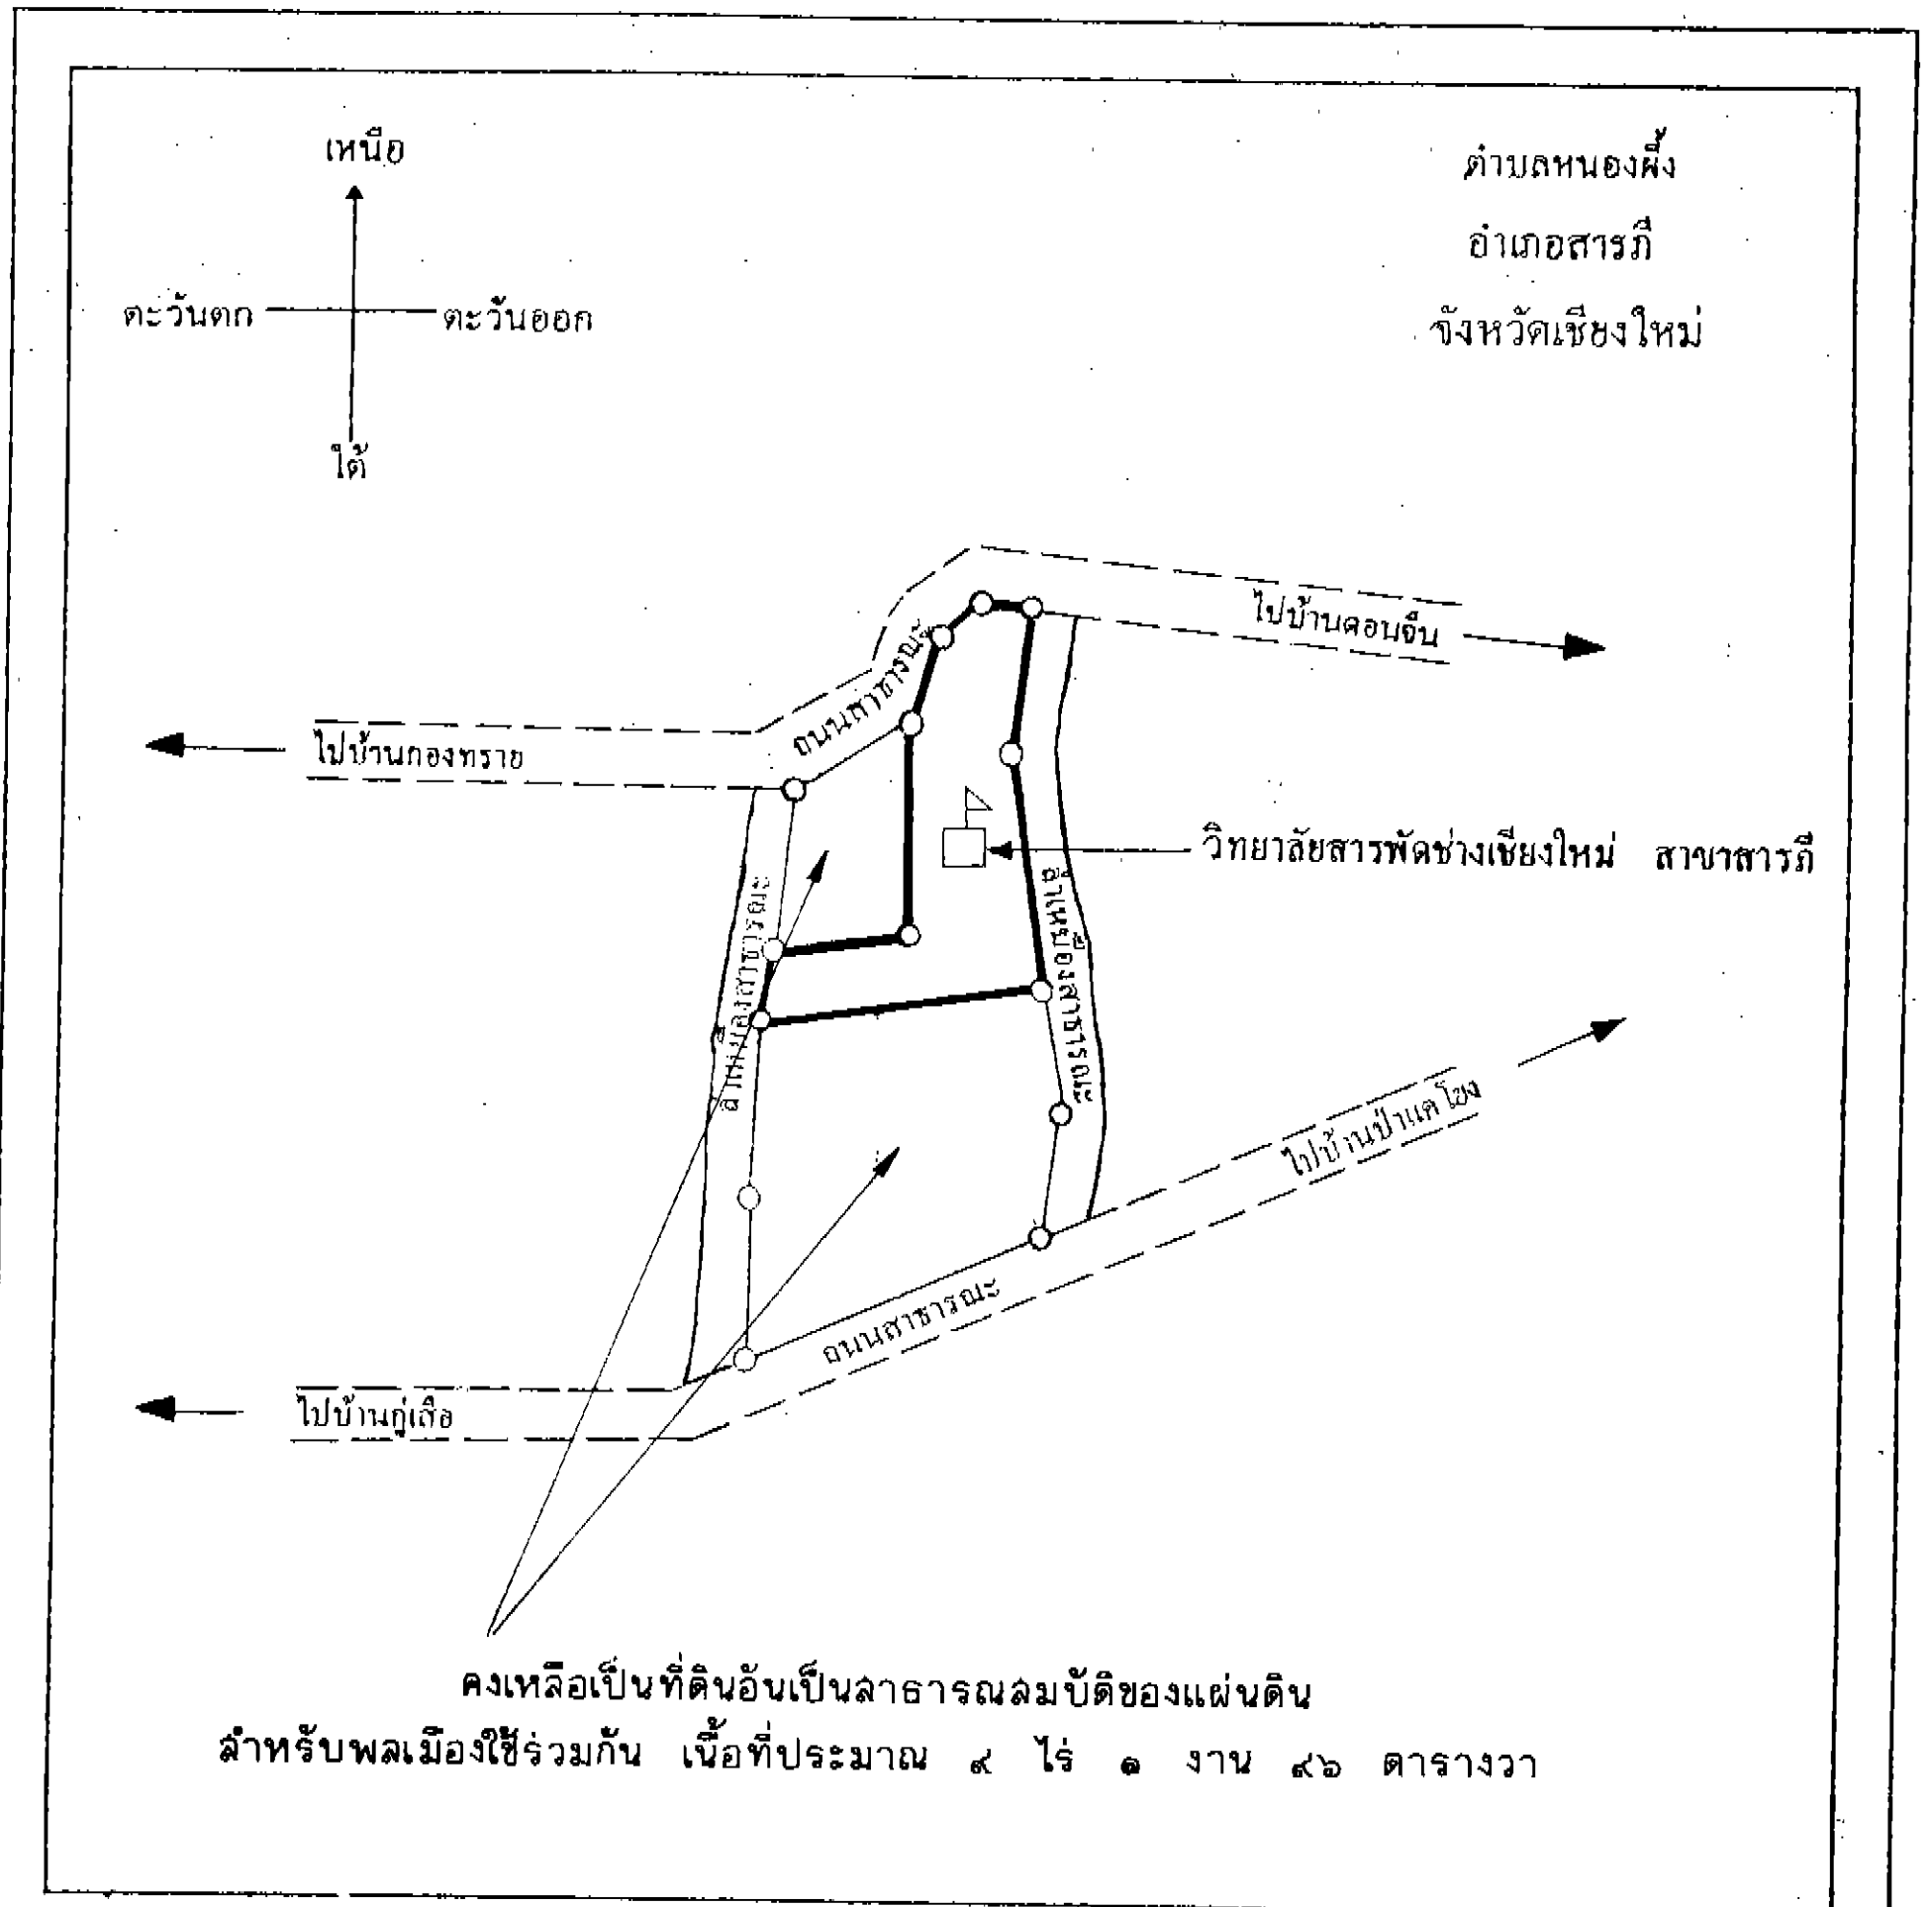 เหนือ
ตะวันตก
ตะวันออก
ใต้
ตำบลหนองผึ้ง
อำเภอสารภี
จังหวัดเชียงใหม่
ไปบ้านดอนจีน
ถนนสาธารณะ
ไปบ้านกองทราย
วิทยาลัยสารพัดช่างเชียงใหม่ สาขาสารภี
ลำเหมืองสาธารณะ
ลำเหมืองสาธารณะ
ไปบ้านป่าแคโยง
ถนนสาธารณะ
ไปบ้านกู่เสือ
คงเหลือเป็นที่ดินอันเป็นสาธารณสมบัติของแผ่นดิน
สำหรับพลเมืองใช้ร่วมกัน เนื้อที่ประมาณ ๙ ไร่ ๑ งาน ๙๖ ตารางวา